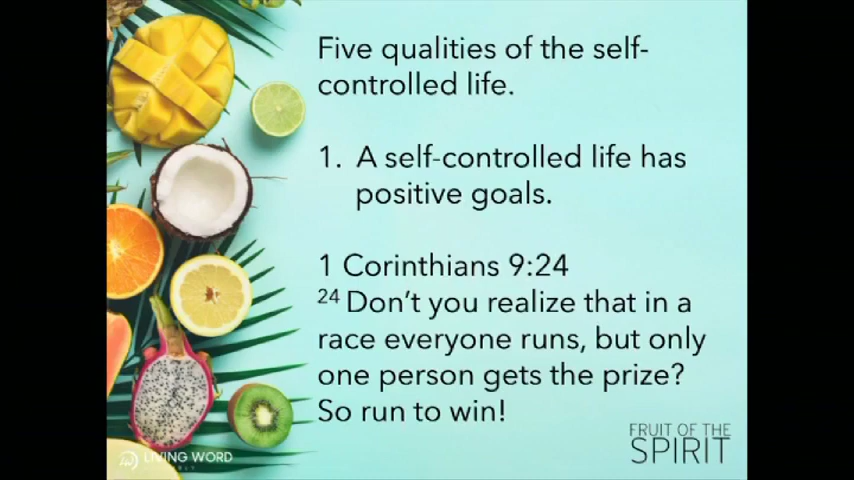 Five qualities of the self-
controlled life.
1. A self-controlled life has
positive goals.
1 Corinthians 9:24
24 Don't you realize that in a
race everyone runs, but only
one person gets the prize?
So run to win!
FRUIT OF THE
SPIRIT
LIVING WORD